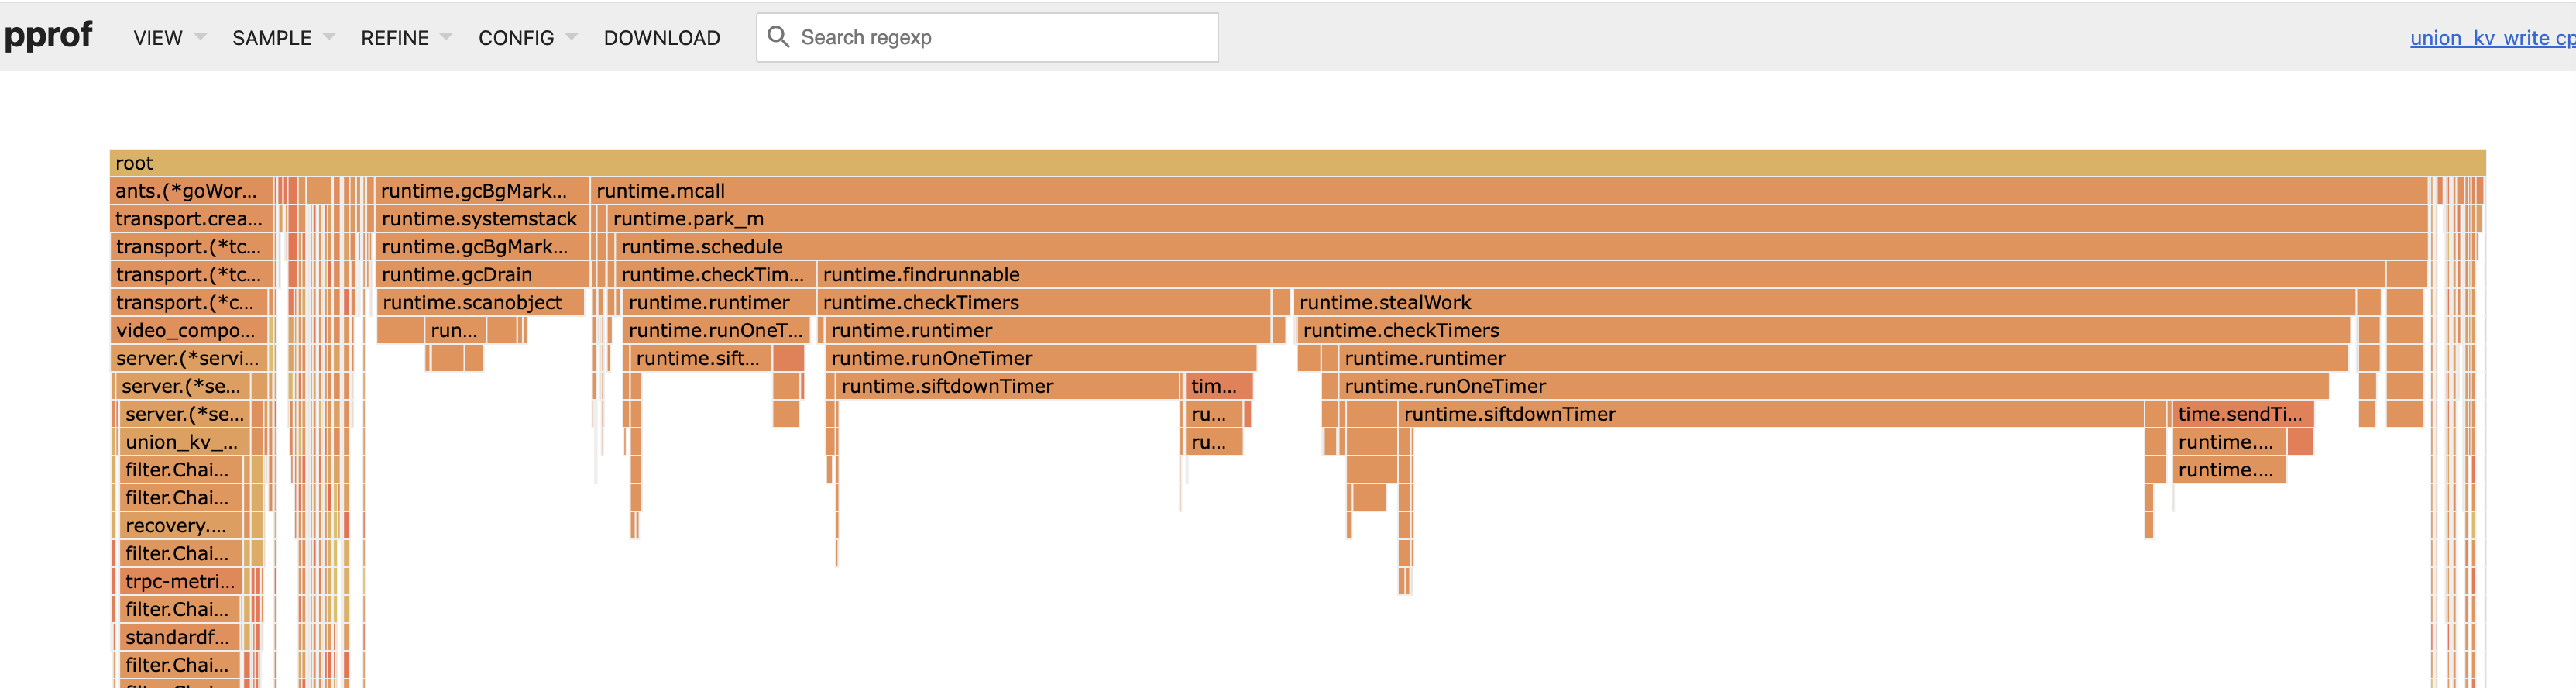 pprof VIEW SAMPLE REFINE CONFIG DOWNLOAD Search regexp union_kv_write cp
root
ants.(*goWor... runtime.gcBgMark... runtime.mcall
transport.crea... runtime.systemstack runtime.park_m
transport.(*tc... runtime.gcBgMark... runtime.schedule
transport.(*tc... runtime.gcDrain runtime.checkTim... runtime.findrunnable
transport.(*c... runtime.scanobject runtime.runtimer runtime.checkTimers runtime.stealWork
video_compo... run... runtime.runOneT... runtime.runtimer runtime.checkTimers
server.(*servi... runtime.sift... runtime.runOneTimer runtime.runtimer
server.(*se... runtime.siftdownTimer tim... runtime.runOneTimer
server.(*se... ru... runtime.siftdownTimer time.sendTi...
union_kv_... ru... runtime....
filter.Chai... runtime....
filter.Chai...
recovery....
filter.Chai...
trpc-metri...
filter.Chai...
standardf...
filter.Chai...
filter.Chai...